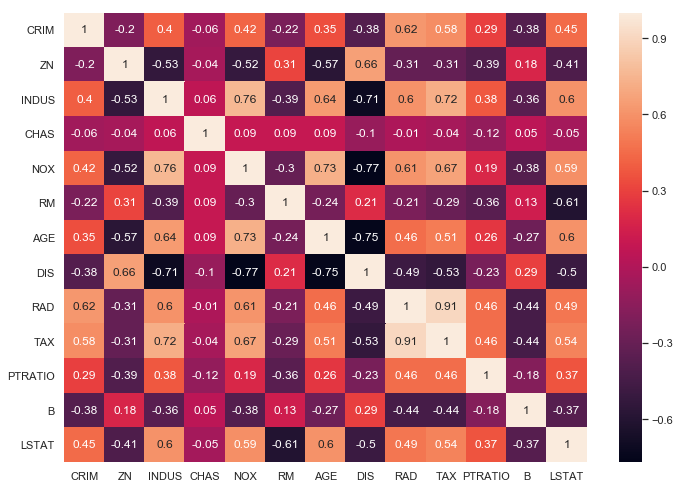 CRIM 1 -0.2 0.4 -0.06 0.42 -0.22 0.35 -0.38 0.62 0.58 0.29 -0.38 0.45
ZN -0.2 1 -0.53 -0.04 -0.52 0.31 -0.57 0.66 -0.31 -0.31 -0.39 0.18 -0.41
INDUS 0.4 -0.53 1 0.06 0.76 -0.39 0.64 -0.71 0.6 0.72 0.38 -0.36 0.6
CHAS -0.06 -0.04 0.06 1 0.09 0.09 0.09 -0.1 -0.01 -0.04 -0.12 0.05 -0.05
NOX 0.42 -0.52 0.76 0.09 1 -0.3 0.73 -0.77 0.61 0.67 0.19 -0.38 0.59
RM -0.22 0.31 -0.39 0.09 -0.3 1 -0.24 0.21 -0.21 -0.29 -0.36 0.13 -0.61
AGE 0.35 -0.57 0.64 0.09 0.73 -0.24 1 -0.75 0.46 0.51 0.26 -0.27 0.6
DIS -0.38 0.66 -0.71 -0.1 -0.77 0.21 -0.75 1 -0.49 -0.53 -0.23 0.29 -0.5
RAD 0.62 -0.31 0.6 -0.01 0.61 -0.21 0.46 -0.49 1 0.91 0.46 -0.44 0.49
TAX 0.58 -0.31 0.72 -0.04 0.67 -0.29 0.51 -0.53 0.91 1 0.46 -0.44 0.54
PTRATIO 0.29 -0.39 0.38 -0.12 0.19 -0.36 0.26 -0.23 0.46 0.46 1 -0.18 0.37
B -0.38 0.18 -0.36 0.05 -0.38 0.13 -0.27 0.29 -0.44 -0.44 -0.18 1 -0.37
LSTAT 0.45 -0.41 0.6 -0.05 0.59 -0.61 0.6 -0.5 0.49 0.54 0.37 -0.37 1
CRIM ZN INDUS CHAS NOX RM AGE DIS RAD TAX PTRATIO B LSTAT
0.9
0.6
0.3
0.0
-0.3
-0.6